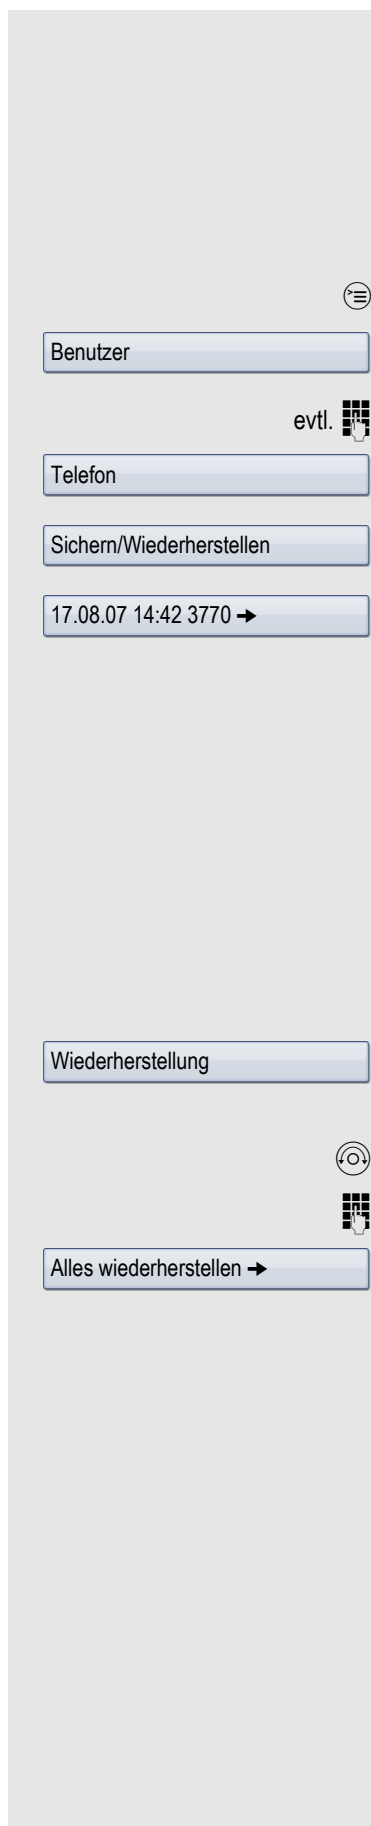 Benutzer
evtl.
Telefon
Sichern/Wiederherstellen
17.08.07 14:42 3770 →
Wiederherstellung
Alles wiederherstellen →